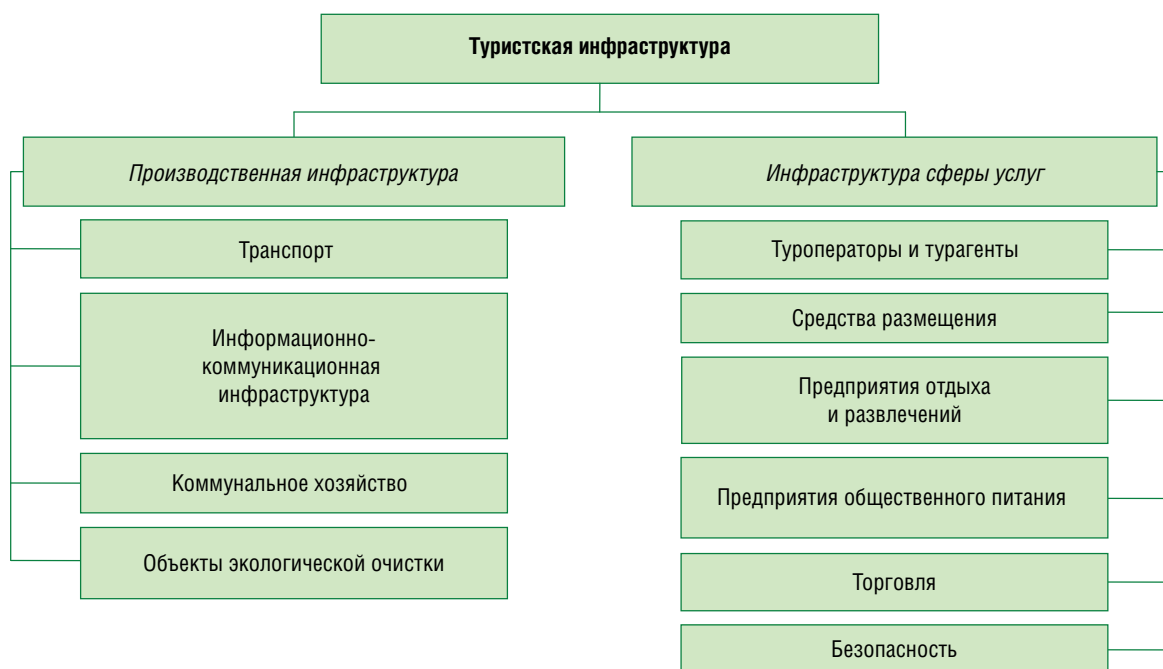 Туристская инфраструктура
Производственная инфраструктура
Транспорт
Информационно-
коммуникационная
инфраструктура
Коммунальное хозяйство
Объекты экологической очистки
Инфраструктура сферы услуг
Туроператоры и турагенты
Средства размещения
Предприятия отдыха
и развлечений
Предприятия общественного питания
Торговля
Безопасность